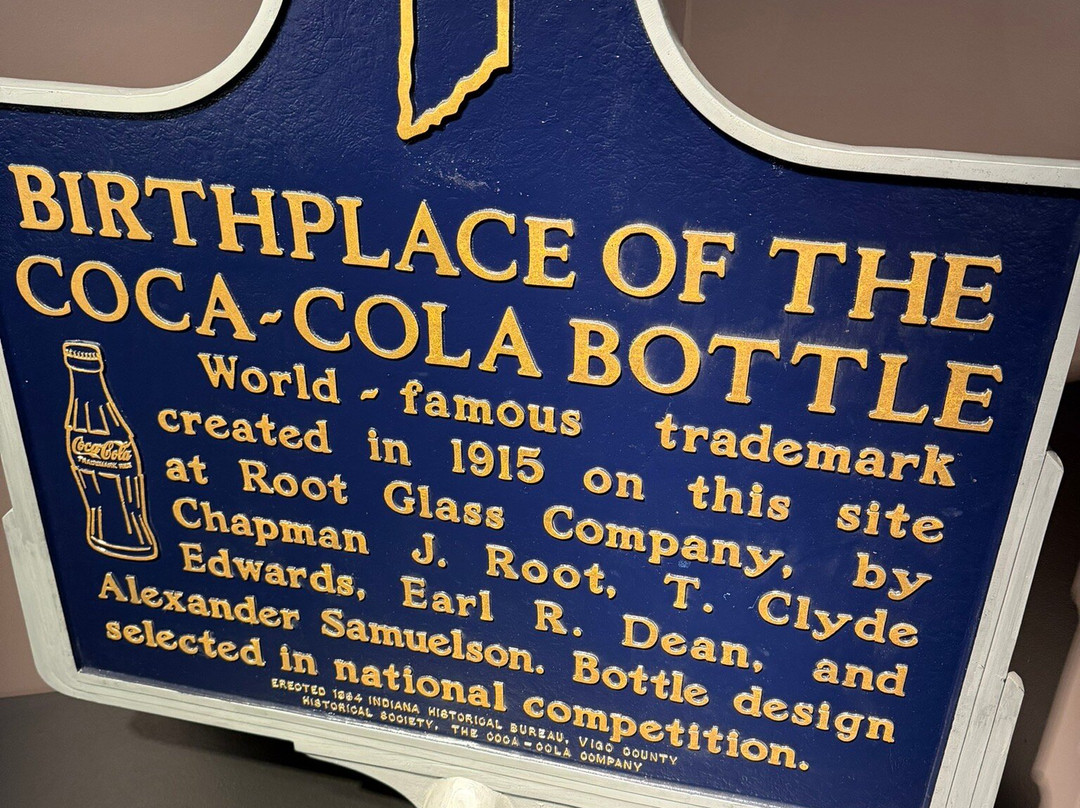 BIRTHPLACE OF THE
COCA-COLA BOTTLE
World-famous trademark
created in 1915 on this site
at Root Glass Company, by
Chapman J. Root, T. Clyde
Edwards, Earl R. Dean, and
Alexander Samuelson. Bottle design
selected in national competition.
Coca-Cola
TRADEMARK
ERECTED 1994 INDIANA HISTORICAL BUREAU, VIGO COUNTY
HISTORICAL SOCIETY, THE COCA-COLA COMPANY